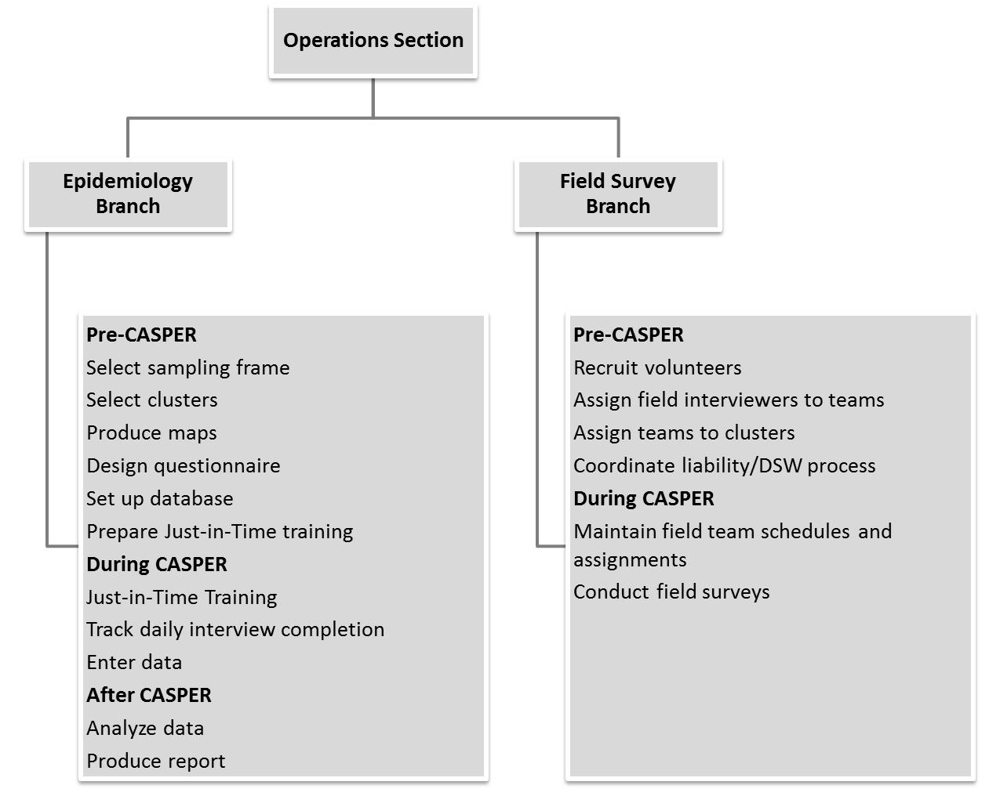 Operations Section
Epidemiology
Branch
Field Survey
Branch
Pre-CASPER
Select sampling frame
Select clusters
Produce maps
Design questionnaire
Set up database
Prepare Just-in-Time training
During CASPER
Just-in-Time Training
Track daily interview completion
Enter data
After CASPER
Analyze data
Produce report
Pre-CASPER
Recruit volunteers
Assign field interviewers to teams
Assign teams to clusters
Coordinate liability/DSW process
During CASPER
Maintain field team schedules and
assignments
Conduct field surveys